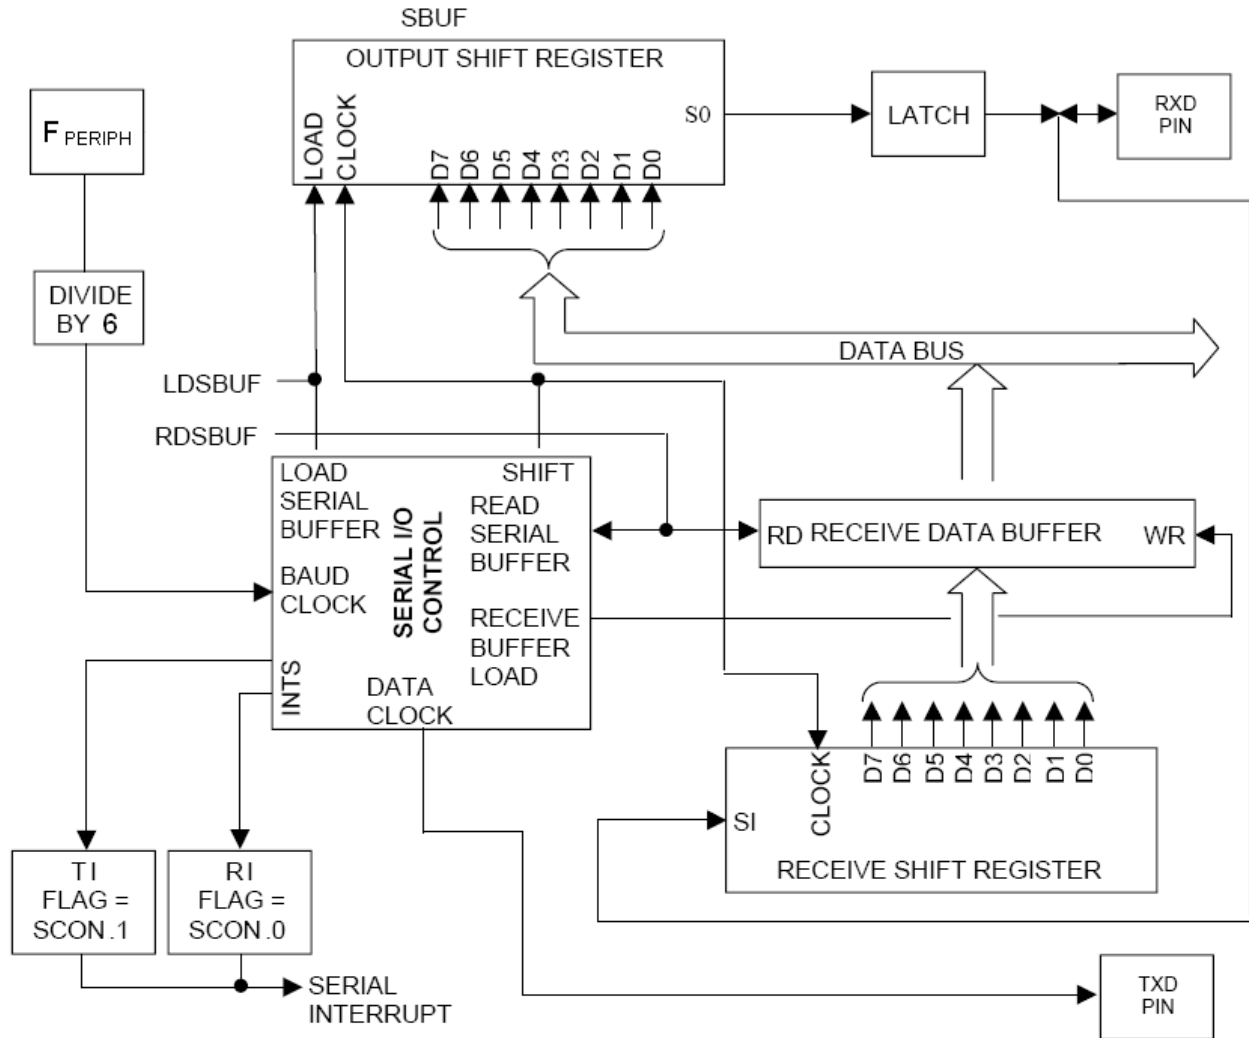 SBUF
OUTPUT SHIFT REGISTER
LOAD
CLOCK
D7
D6
D5
D4
D3
D2
D1
D0
S0
LATCH
RXD
PIN
F PERIPH
DIVIDE
BY 6
DATA BUS
LDSBUF
RDSBUF
LOAD
SERIAL
BUFFER
SHIFT
READ
SERIAL
BUFFER
BAUD
CLOCK
SERIAL I/O
CONTROL
RECEIVE
BUFFER
LOAD
INTS
DATA
CLOCK
RD RECEIVE DATA BUFFER WR
CLOCK
D7
D6
D5
D4
D3
D2
D1
D0
SI
RECEIVE SHIFT REGISTER
TI
FLAG =
SCON.1
RI
FLAG =
SCON.0
SERIAL
INTERRUPT
TXD
PIN